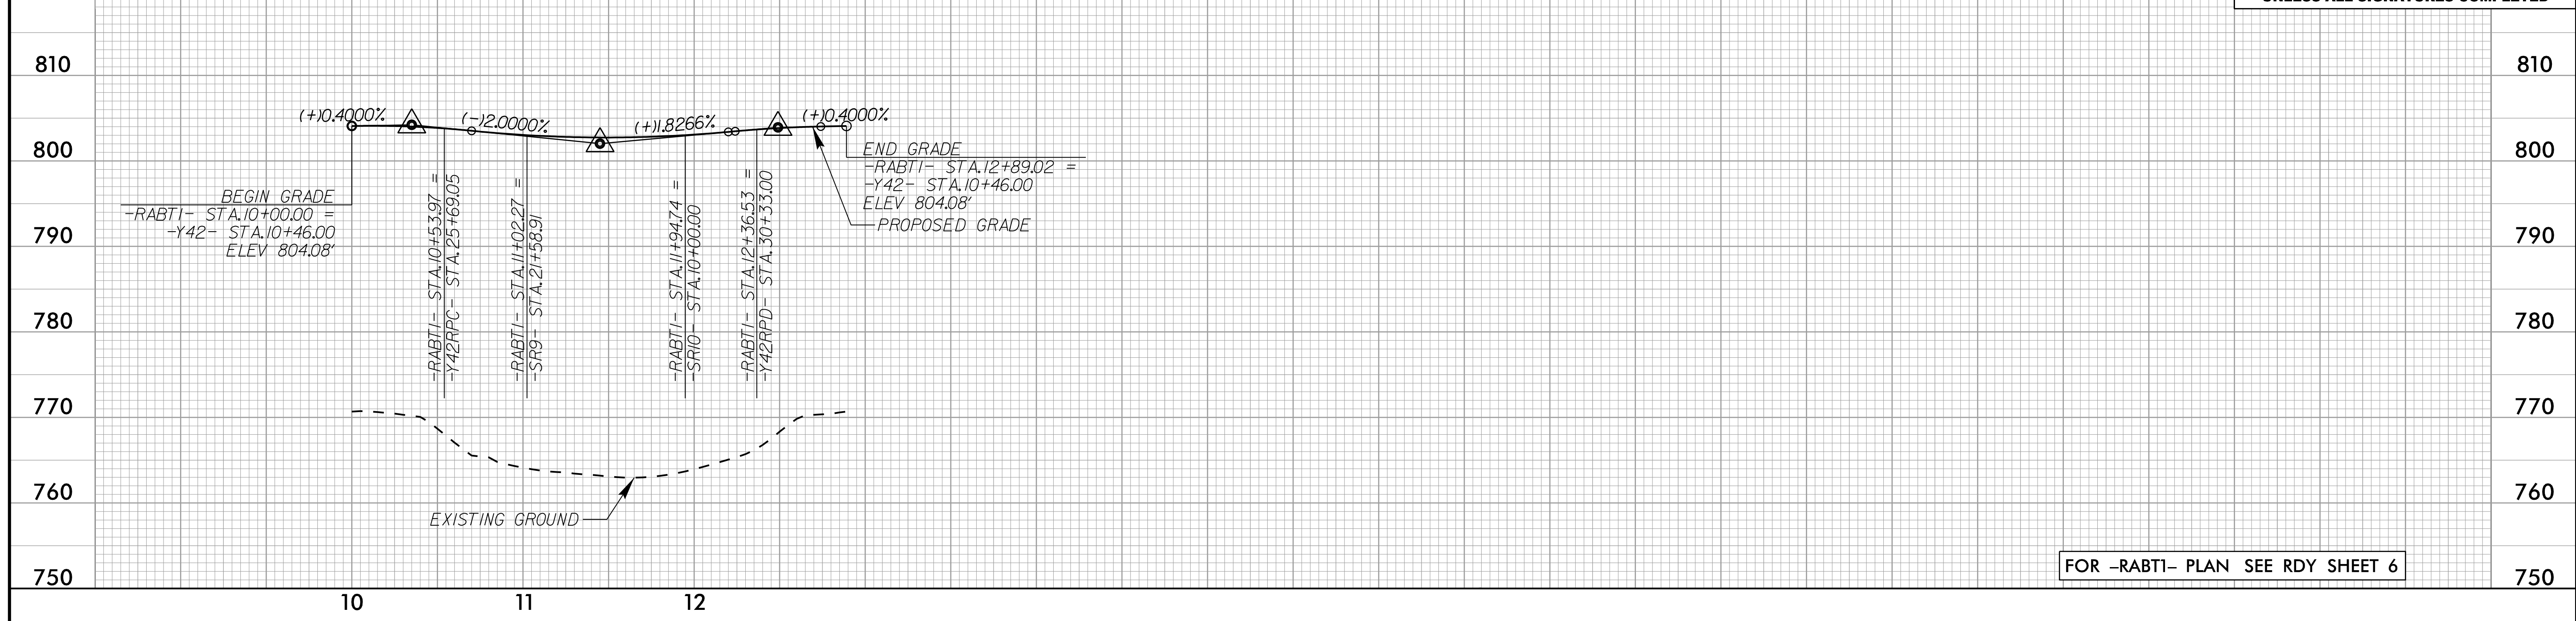 810
810
(+)0.4000%
(-)2.0000%
(+)1.8266%
(+)0.4000%
800
800
BEGIN GRADE
-RABT1- STA.10+00.00 =
-Y42- STA.10+46.00
ELEV 804.08'
-RABT1- STA.10+53.97 =
-Y42RPC- STA.25+69.05
-RABT1- STA.11+02.27 =
-SR9- STA.21+58.91
-RABT1- STA.11+94.74 =
-SR10- STA.10+00.00
-RABT1- STA.12+36.53 =
-Y42RPD- STA.30+33.00
END GRADE
-RABT1- STA.12+89.02 =
-Y42- STA.10+46.00
ELEV 804.08'
PROPOSED GRADE
790
790
780
780
770
770
760
760
EXISTING GROUND
FOR -RABT1- PLAN SEE RDY SHEET 6
750
750
10
11
12